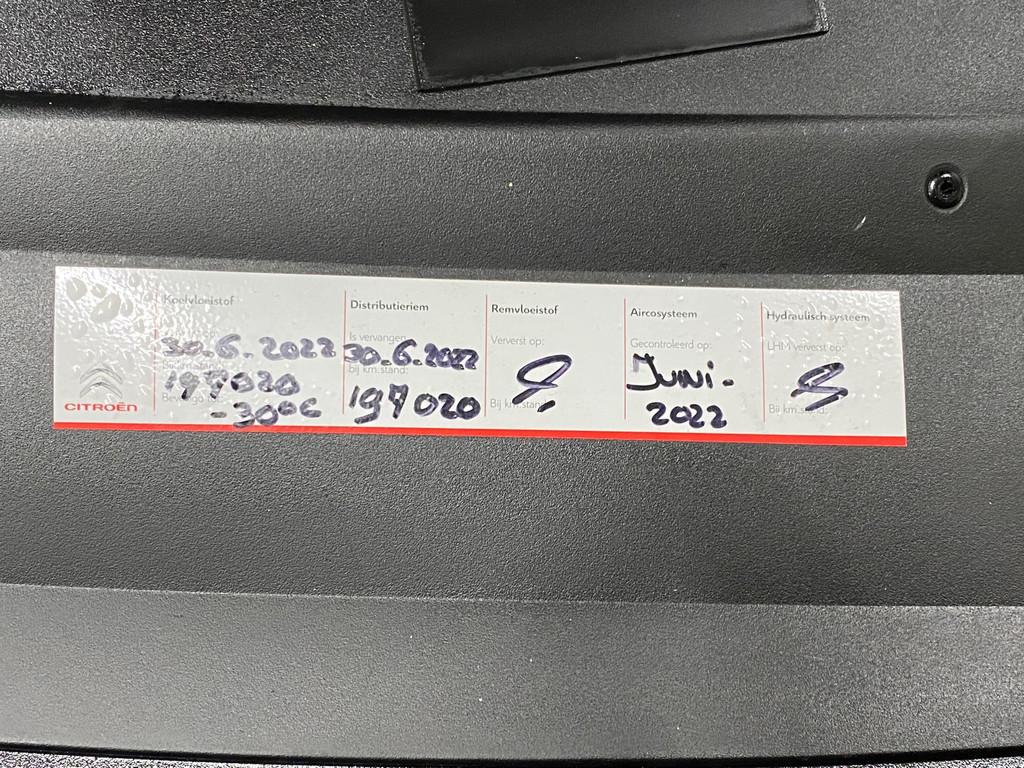 CITROËN
Koelvloeistof
30.6.2022
197020
-30°C
Distributieriem
Is vervangen
30.6.2022
bij km.stand:
197020
Remvloeistof
Ververst op:
Bij km.stand:
Aircosysteem
Gecontroleerd op:
Juni-
2022
Hydraulisch systeem
LHM ververst op:
Bij km.stand: